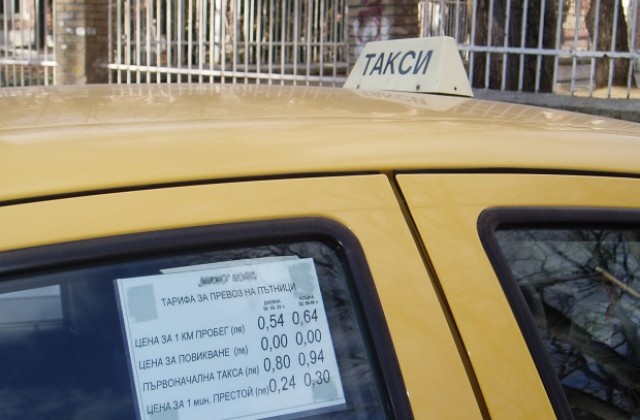 ТАКСИ
ТАРИФА ЗА ПРЕВОЗ НА ПЪТНИЦИ
ДНЕВНА НОЩНА
ЦЕНА ЗА 1 КМ ПРОБЕГ (лв) 0,54 0,64
ЦЕНА ЗА ПОВИКВАНЕ (лв) 0,00 0,00
ПЪРВОНАЧАЛНА ТАКСА (лв) 0,80 0,94
ЦЕНА ЗА 1 мин. ПРЕСТОЙ (лв) 0,24 0,30